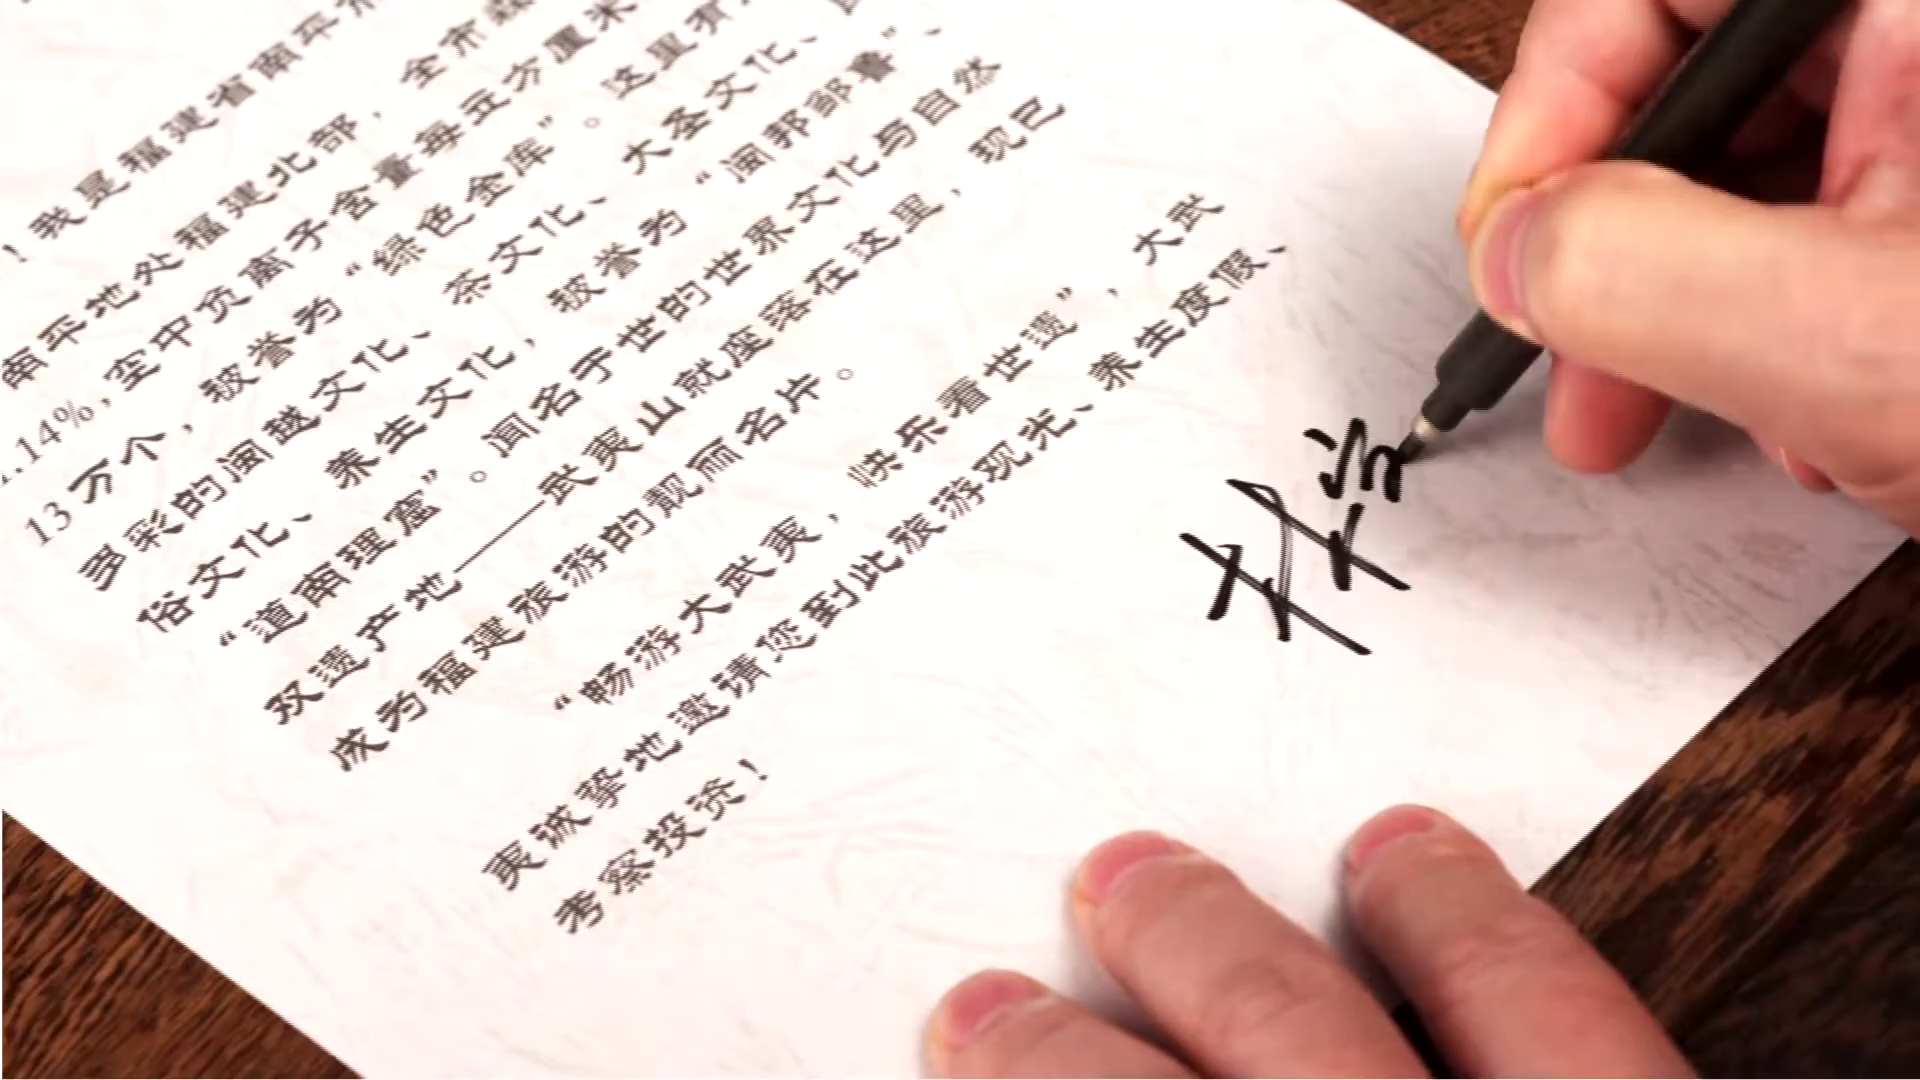 ！我是福建省南平市
南平地处福建北部，全市森
.14%，空中负离子含量每立方厘米
13万个，被誉为“绿色金库”。这里有
多彩的闽越文化、茶文化、大圣文化、
俗文化、养生文化，被誉为“闽邦邹鲁”、
“道南理窟”。闻名于世的世界文化与自然
双遗产地——武夷山就座落在这里，现已
成为福建旅游的靓丽名片。
“畅游大武夷，快乐看世遗”，大武
夷诚挚地邀请您到此旅游观光、养生度假、
考察投资！